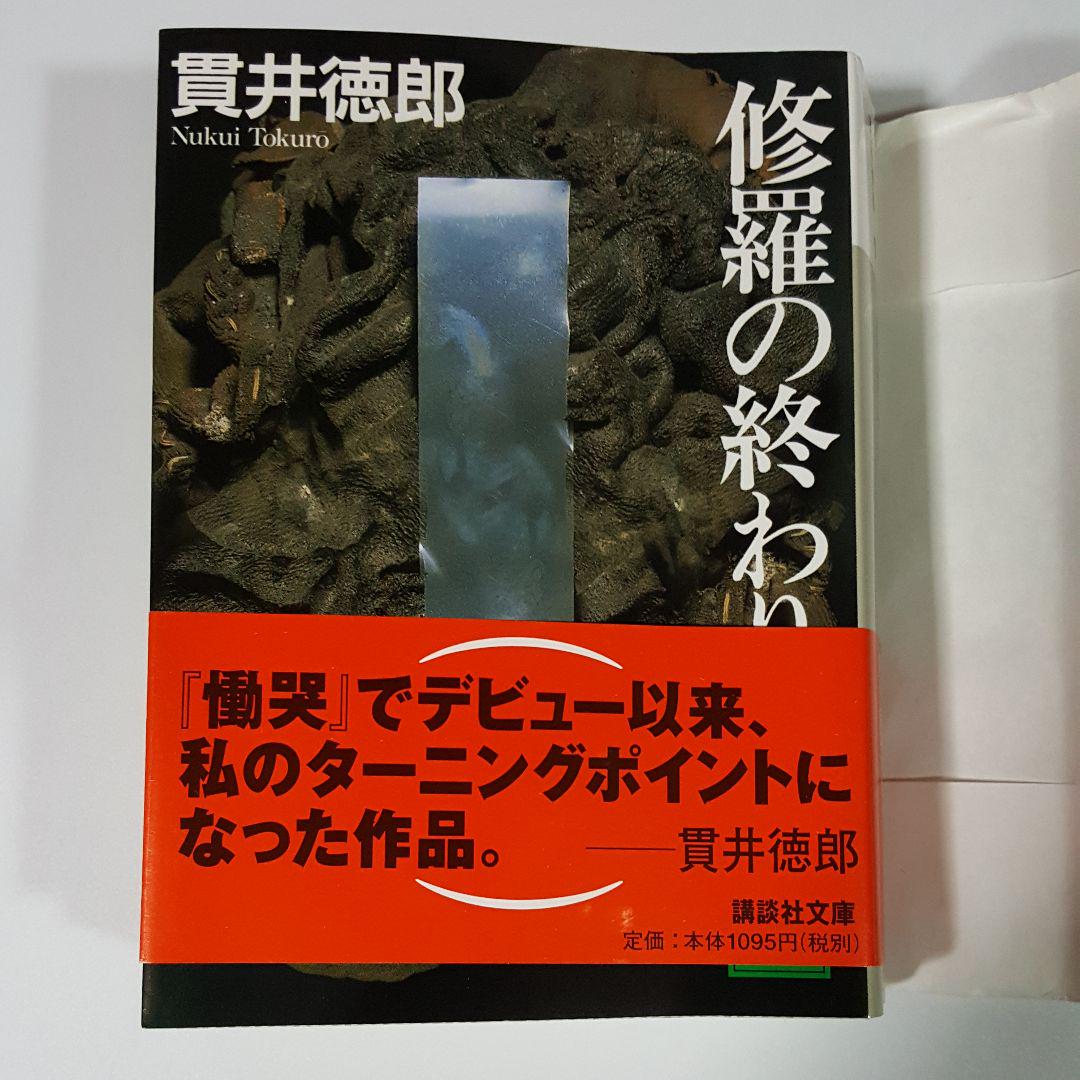 貫井徳郎
Nukui Tokurō
修羅の終わり
『慟哭』でデビュー以来、
私のターニングポイントに
なった作品。
──貫井徳郎
講談社文庫
定価：本体1095円(税別)